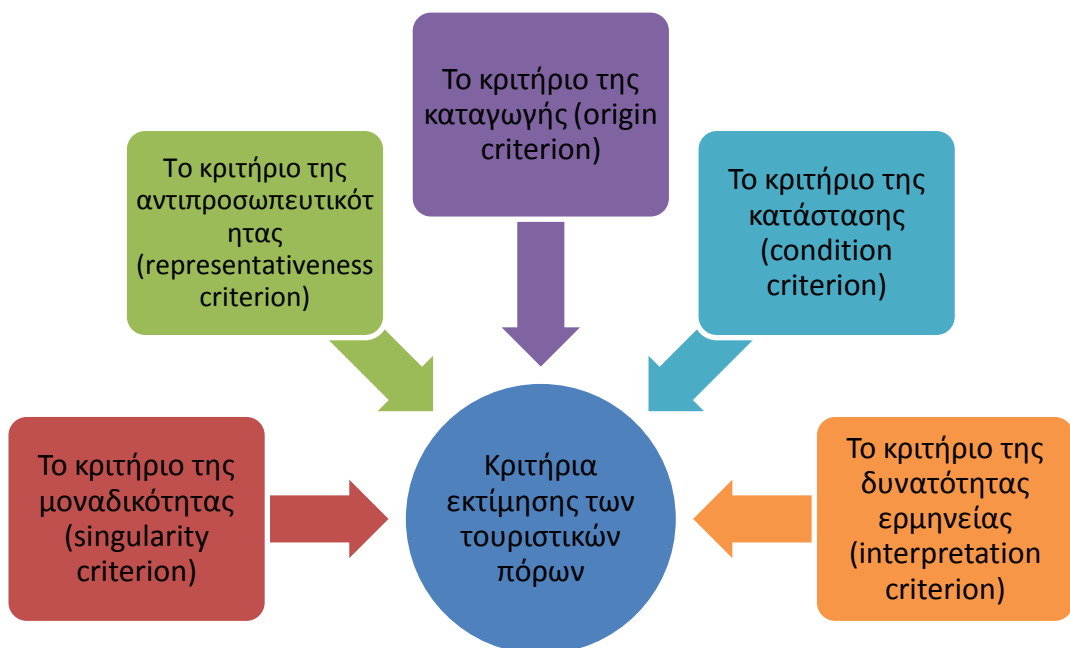 Το κριτήριο της
μοναδικότητας
(singularity
criterion)
Το κριτήριο της
αντιπροσωπευτικότ
ητας
(representativeness
criterion)
Το κριτήριο της
καταγωγής (origin
criterion)
Το κριτήριο της
κατάστασης
(condition
criterion)
Το κριτήριο της
δυνατότητας
ερμηνείας
(interpretation
criterion)
Κριτήρια
εκτίμησης των
τουριστικών
πόρων